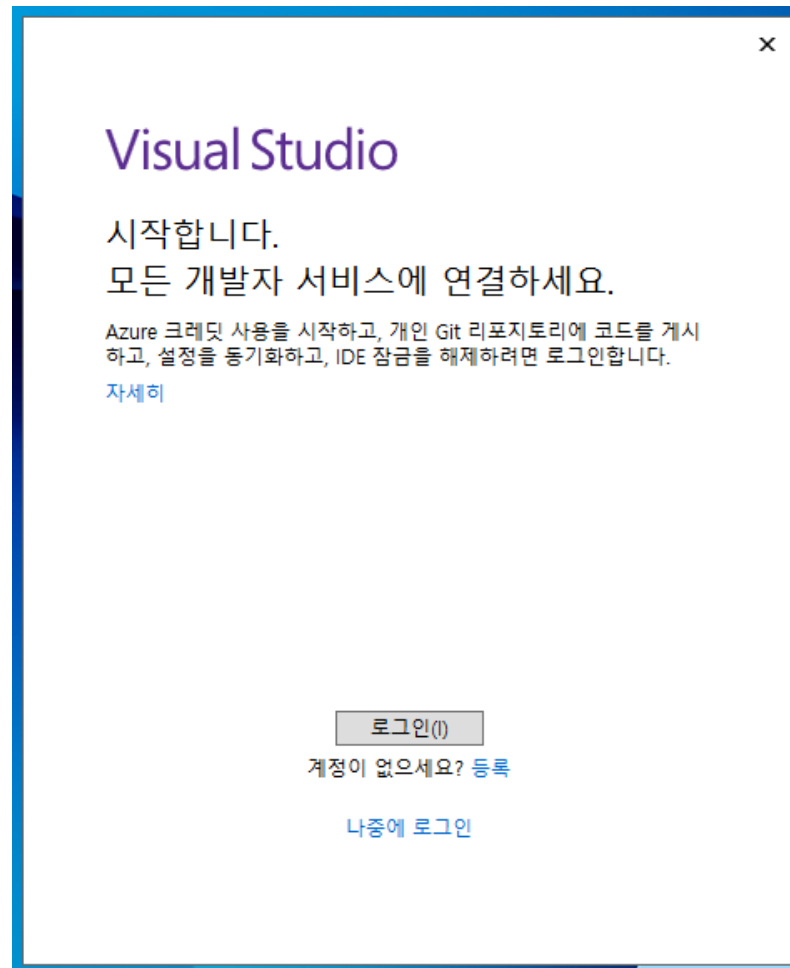 Visual Studio
시작합니다.
모든 개발자 서비스에 연결하세요.
Azure 크레딧 사용을 시작하고, 개인 Git 리포지토리에 코드를 게시
하고, 설정을 동기화하고, IDE 잠금을 해제하려면 로그인합니다.
자세히
로그인(I)
계정이 없으세요? 등록
나중에 로그인